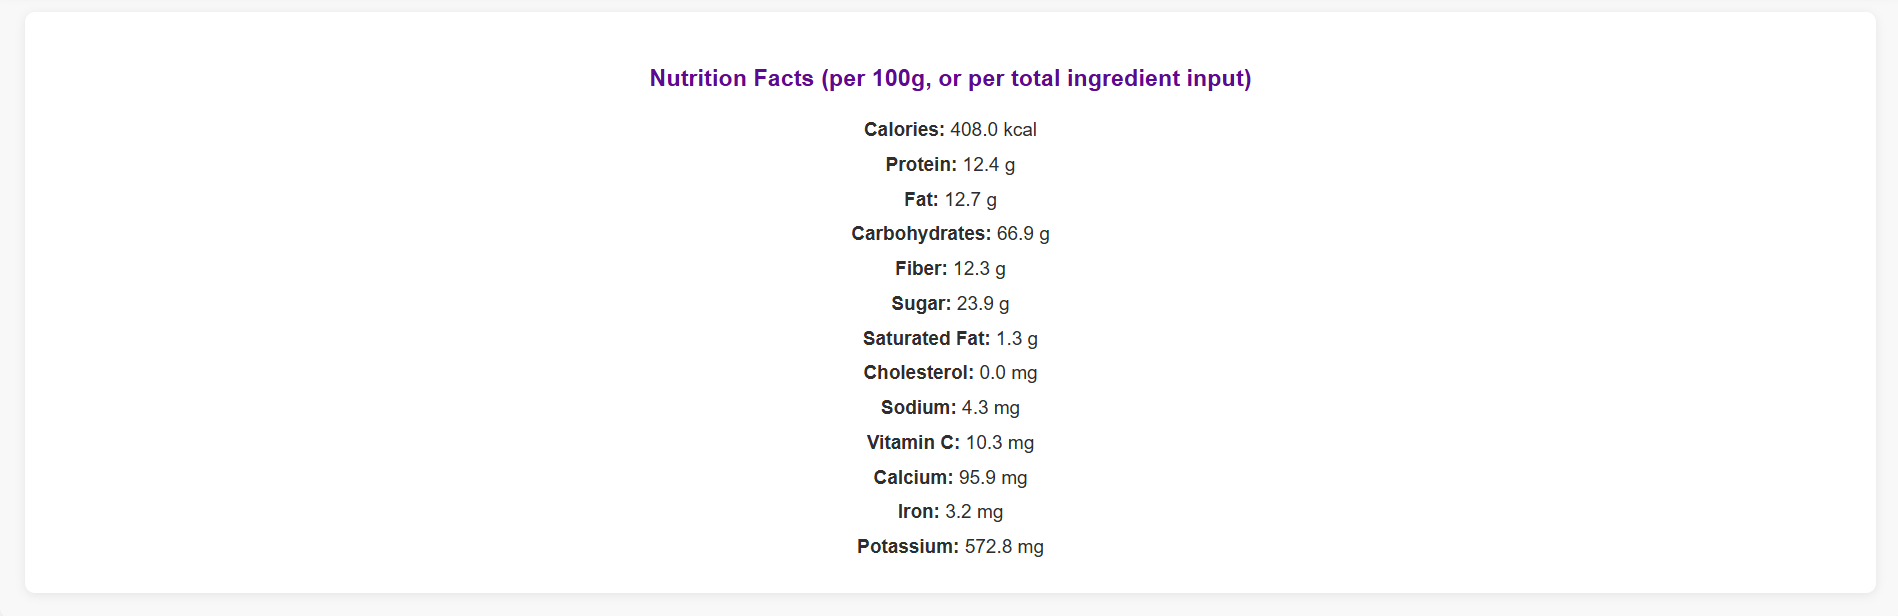 Nutrition Facts (per 100g, or per total ingredient input)
Calories: 408.0 kcal
Protein: 12.4 g
Fat: 12.7 g
Carbohydrates: 66.9 g
Fiber: 12.3 g
Sugar: 23.9 g
Saturated Fat: 1.3 g
Cholesterol: 0.0 mg
Sodium: 4.3 mg
Vitamin C: 10.3 mg
Calcium: 95.9 mg
Iron: 3.2 mg
Potassium: 572.8 mg